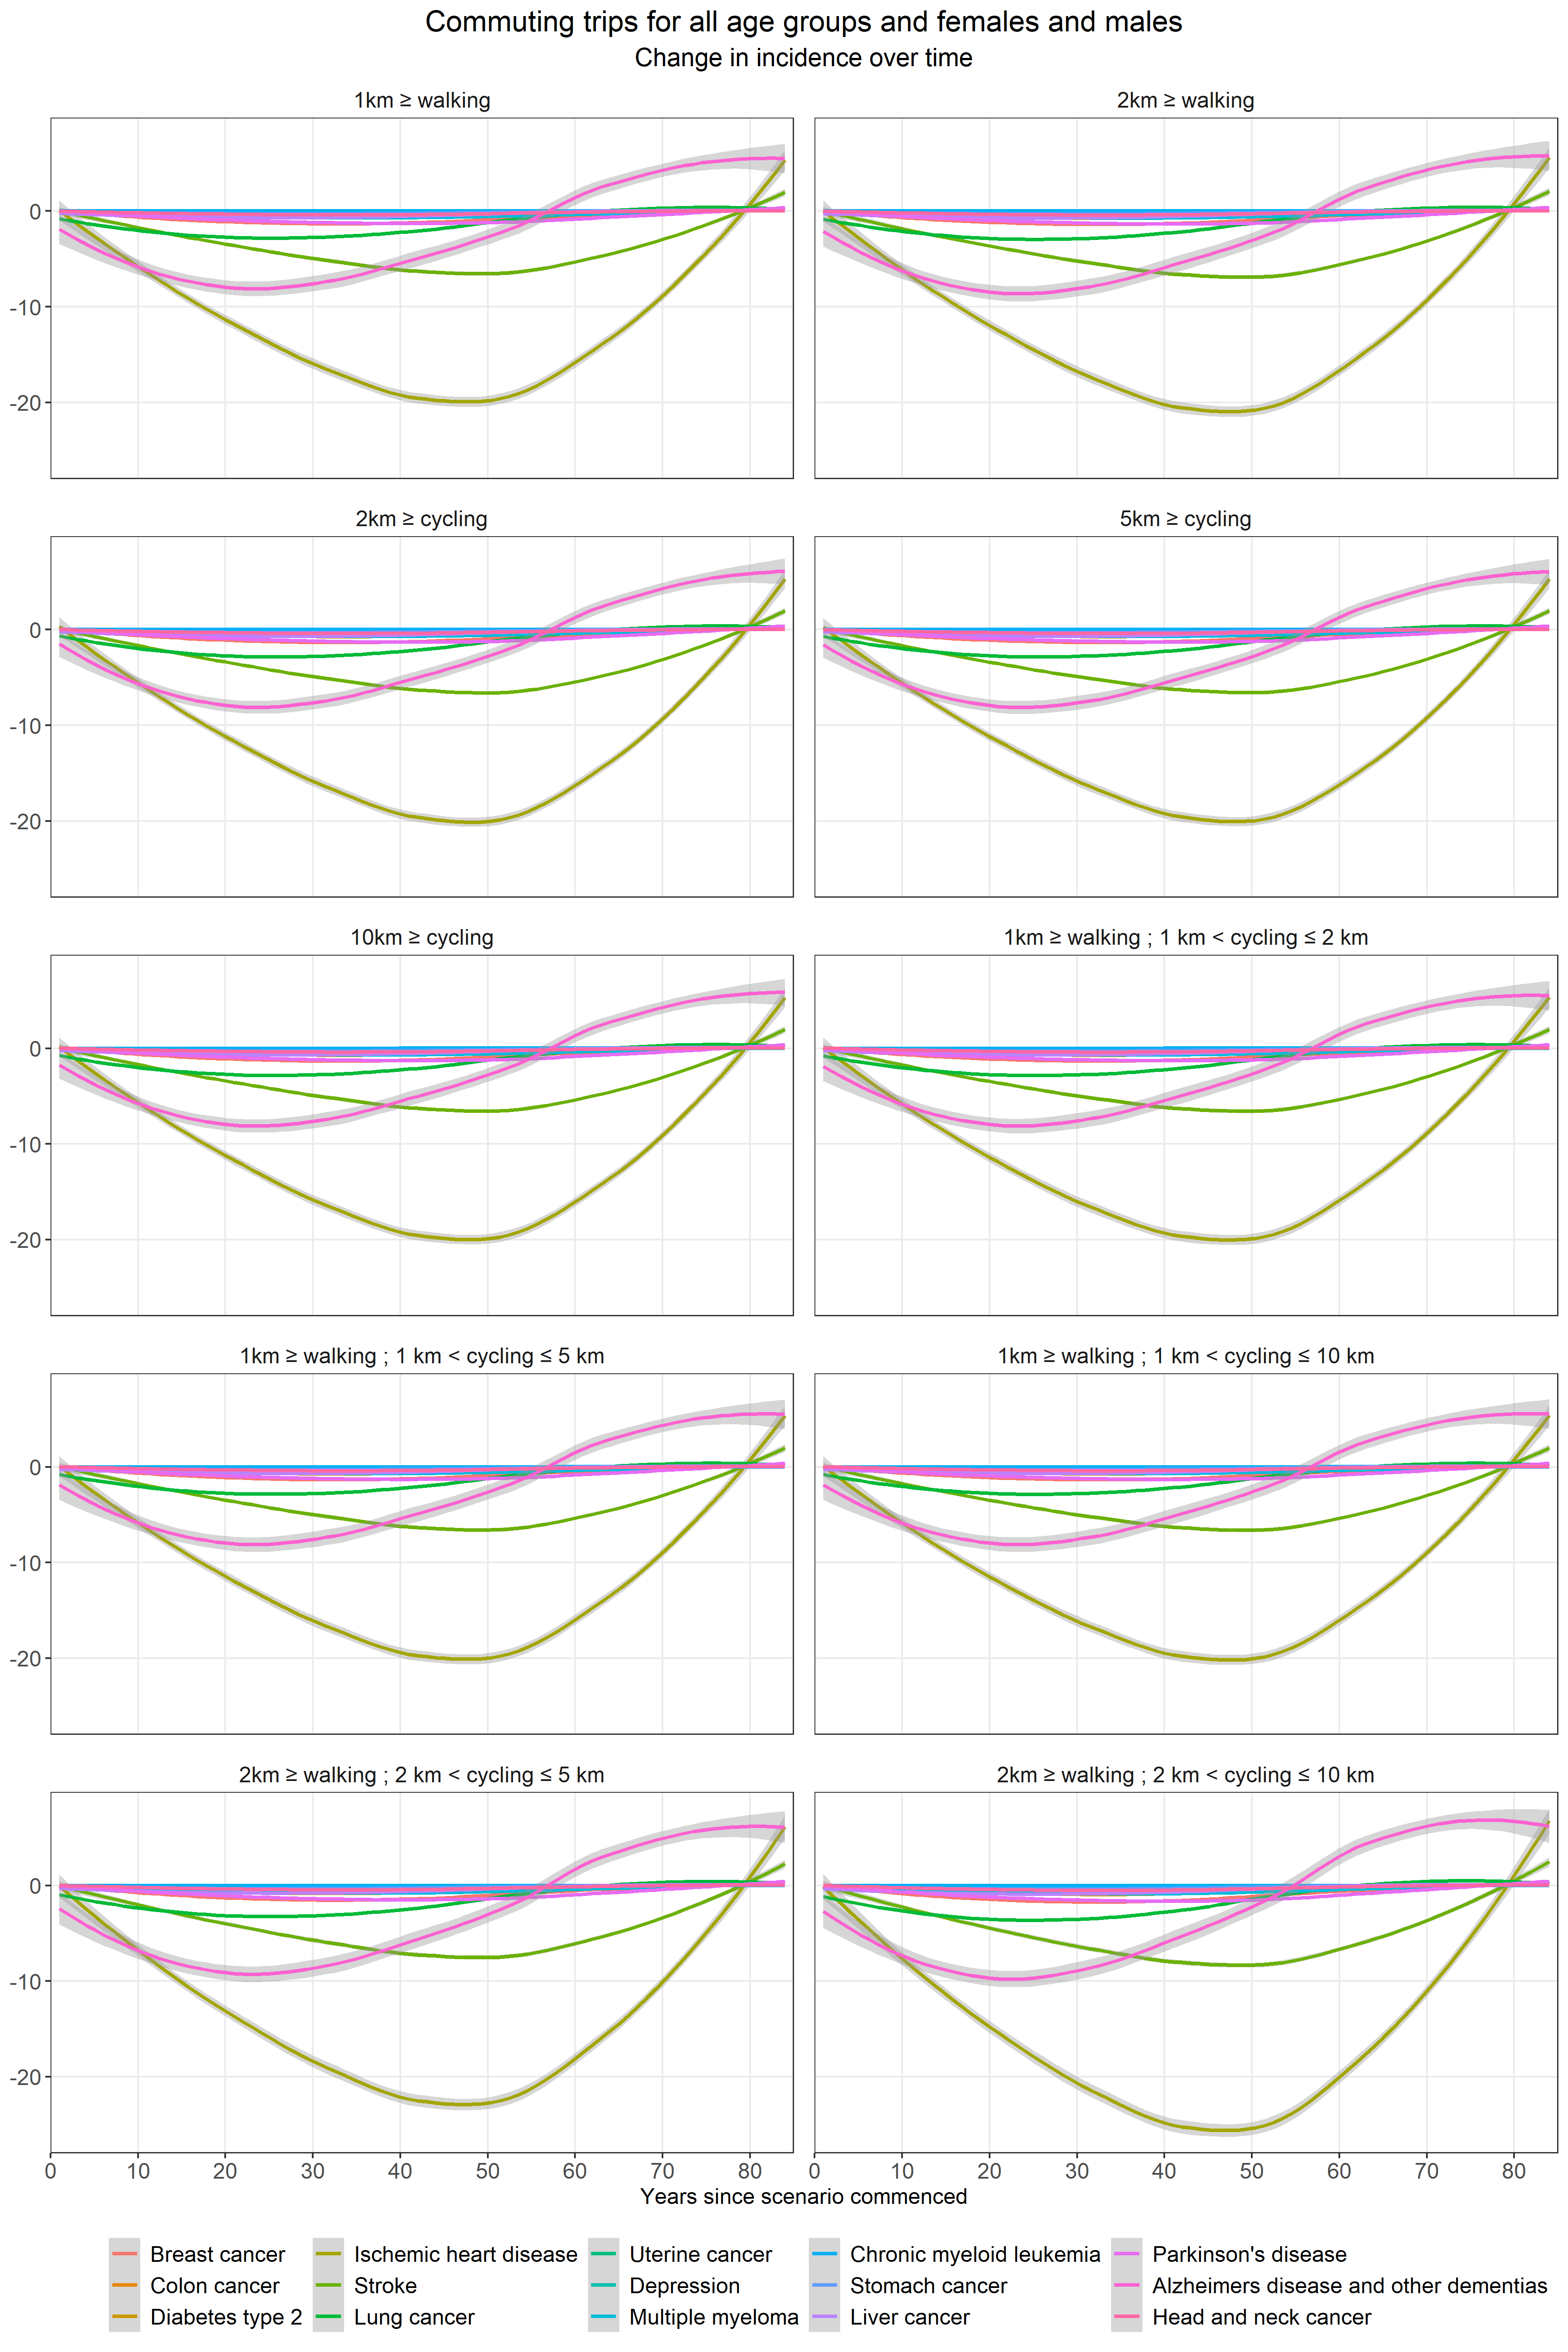 Commuting trips for all age groups and females and males
Change in incidence over time
1km ≥ walking
2km ≥ walking
0
-10
-20
2km ≥ cycling
5km ≥ cycling
0
-10
-20
10km ≥ cycling
1km ≥ walking ; 1 km < cycling ≤ 2 km
0
-10
-20
1km ≥ walking ; 1 km < cycling ≤ 5 km
1km ≥ walking ; 1 km < cycling ≤ 10 km
0
-10
-20
2km ≥ walking ; 2 km < cycling ≤ 5 km
2km ≥ walking ; 2 km < cycling ≤ 10 km
0
-10
-20
0 10 20 30 40 50 60 70 80
0 10 20 30 40 50 60 70 80
Years since scenario commenced
Breast cancer Ischemic heart disease Uterine cancer Chronic myeloid leukemia Parkinson's disease
Colon cancer Stroke Depression Stomach cancer Alzheimers disease and other dementias
Diabetes type 2 Lung cancer Multiple myeloma Liver cancer Head and neck cancer